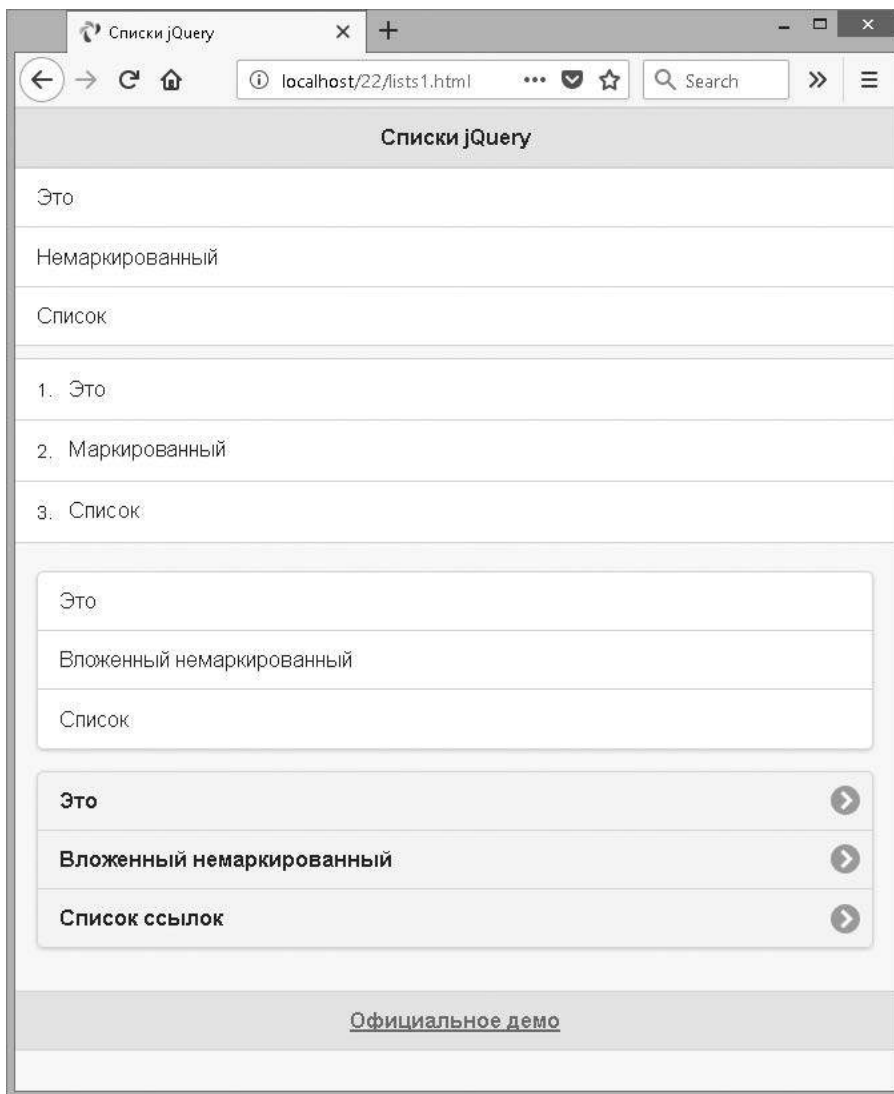 Списки jQuery
localhost/22/lists1.html
Search
Списки jQuery
Это
Немаркированный
Список
1. Это
2. Маркированный
3. Список
Это
Вложенный немаркированный
Список
Это
Вложенный немаркированный
Список ссылок
Официальное демо